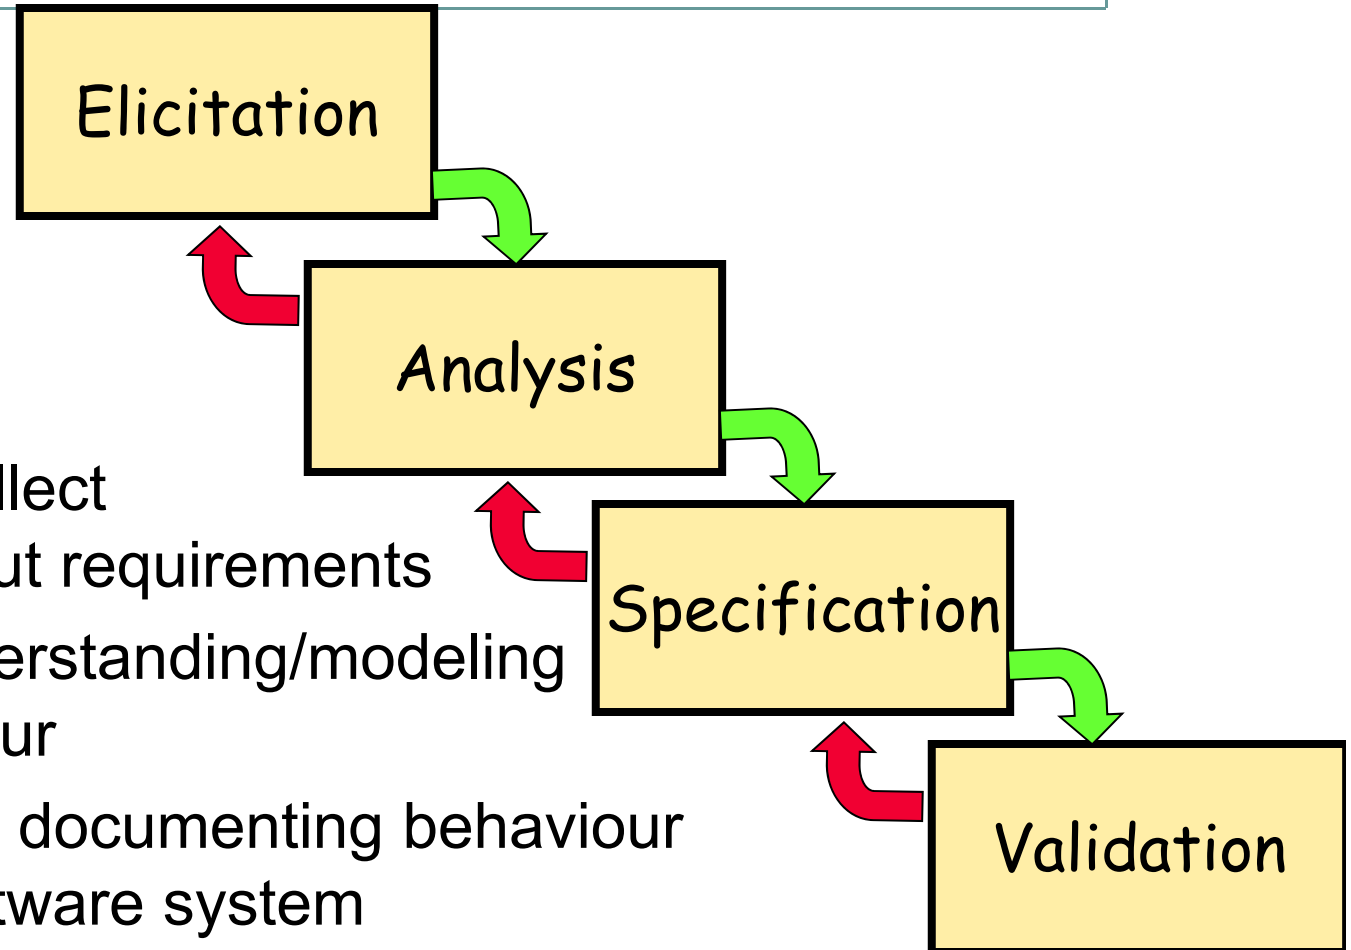 Elicitation
Analysis
llect
ut requirements
Specification
erstanding/modeling
ur
documenting behaviour
Validation
tware system